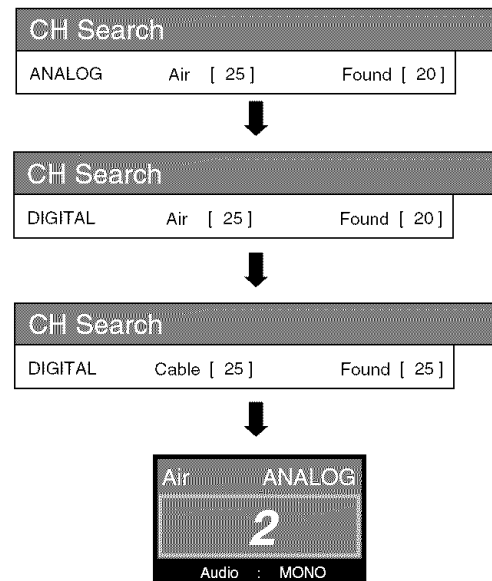 CH Search
ANALOG Air [ 25 ] Found [ 20 ]
CH Search
DIGITAL Air [ 25 ] Found [ 20 ]
CH Search
DIGITAL Cable [ 25 ] Found [ 25 ]
Air ANALOG
2
Audio : MONO